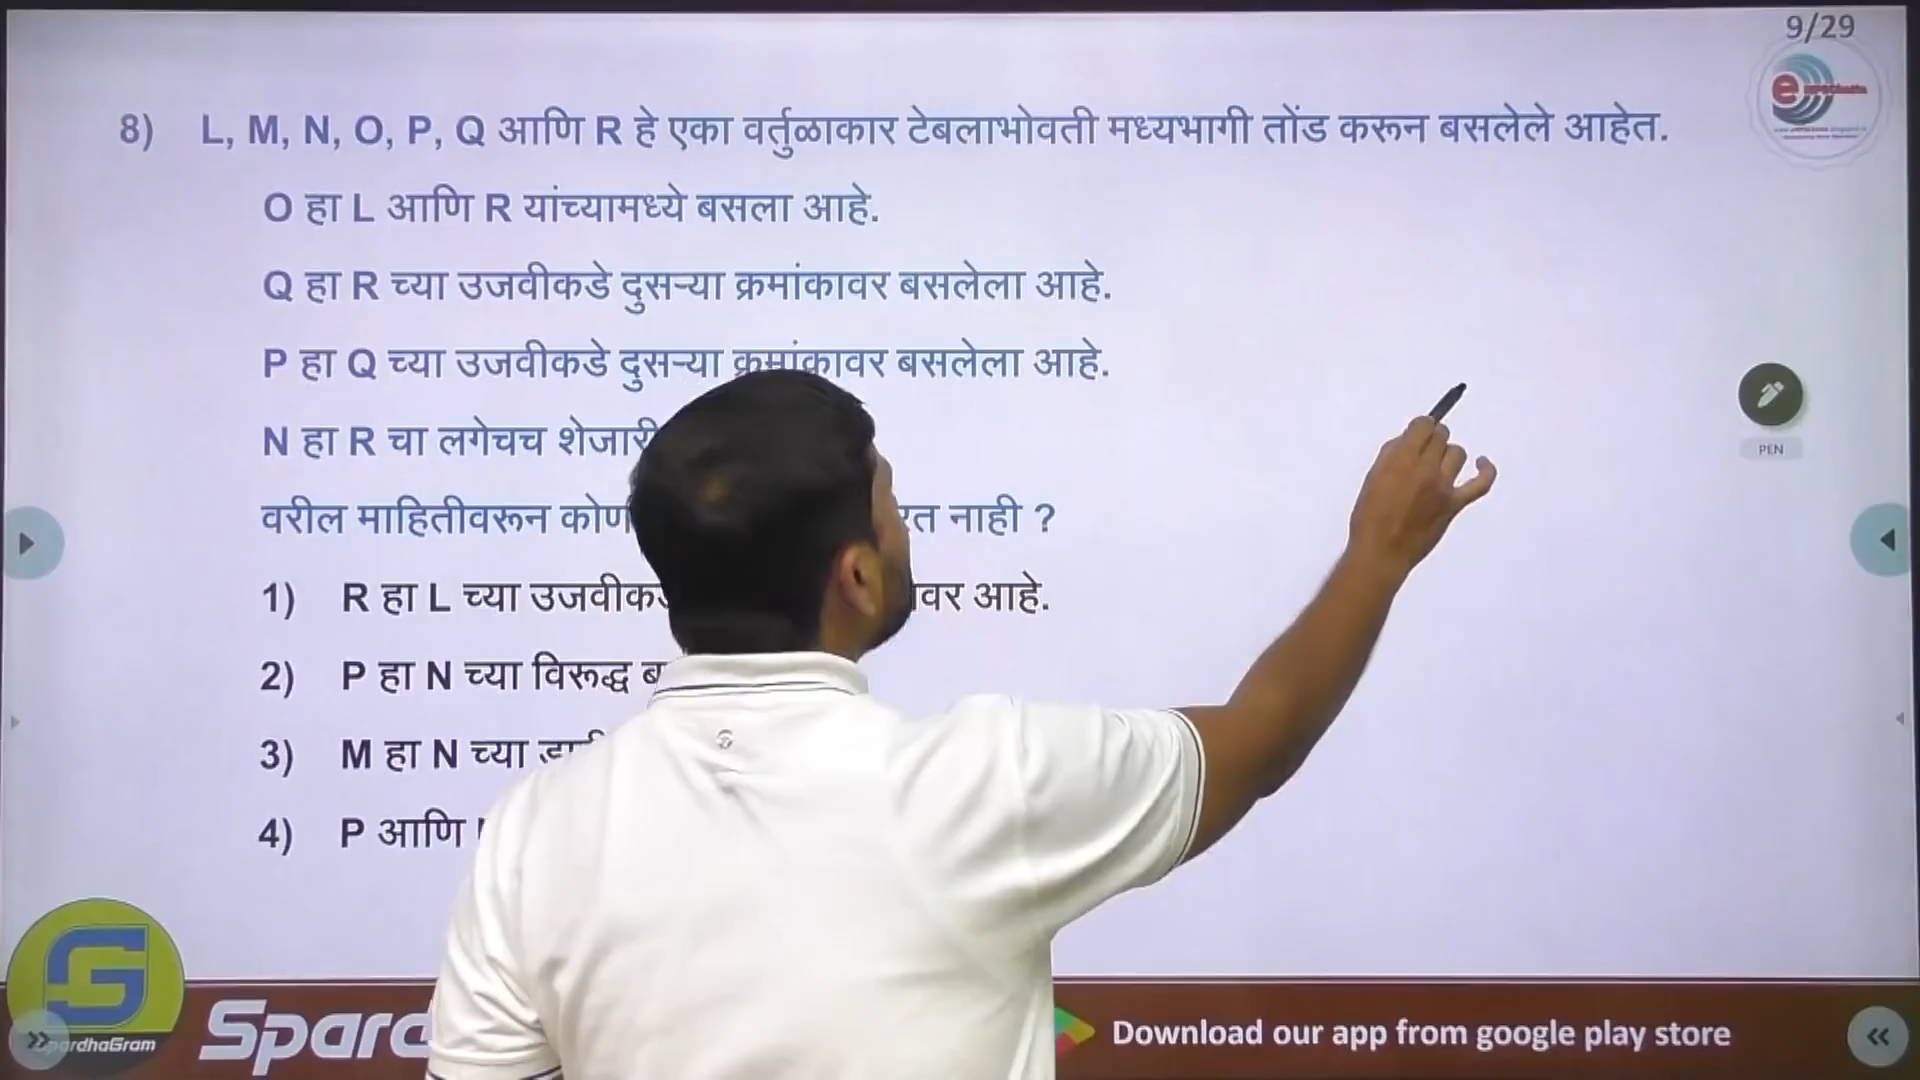 9/29
8) L, M, N, O, P, Q आणि R हे एका वर्तुळाकार टेबलाभोवती मध्यभागी तोंड करून बसलेले आहेत.
O हा L आणि R यांच्यामध्ये बसला आहे.
Q हा R च्या उजवीकडे दुसऱ्या क्रमांकावर बसलेला आहे.
P हा Q च्या उजवीकडे दुसऱ्या क्रमांकावर बसलेला आहे.
N हा R चा लगेचच
वरील माहितीवरून नाही ?
1) R हा L च्या आहे.
2) P हा N च्या विरूद्ध
3) M हा N च्या
4) P आणि
PEN
SpardhaGram
Download our app from google play store